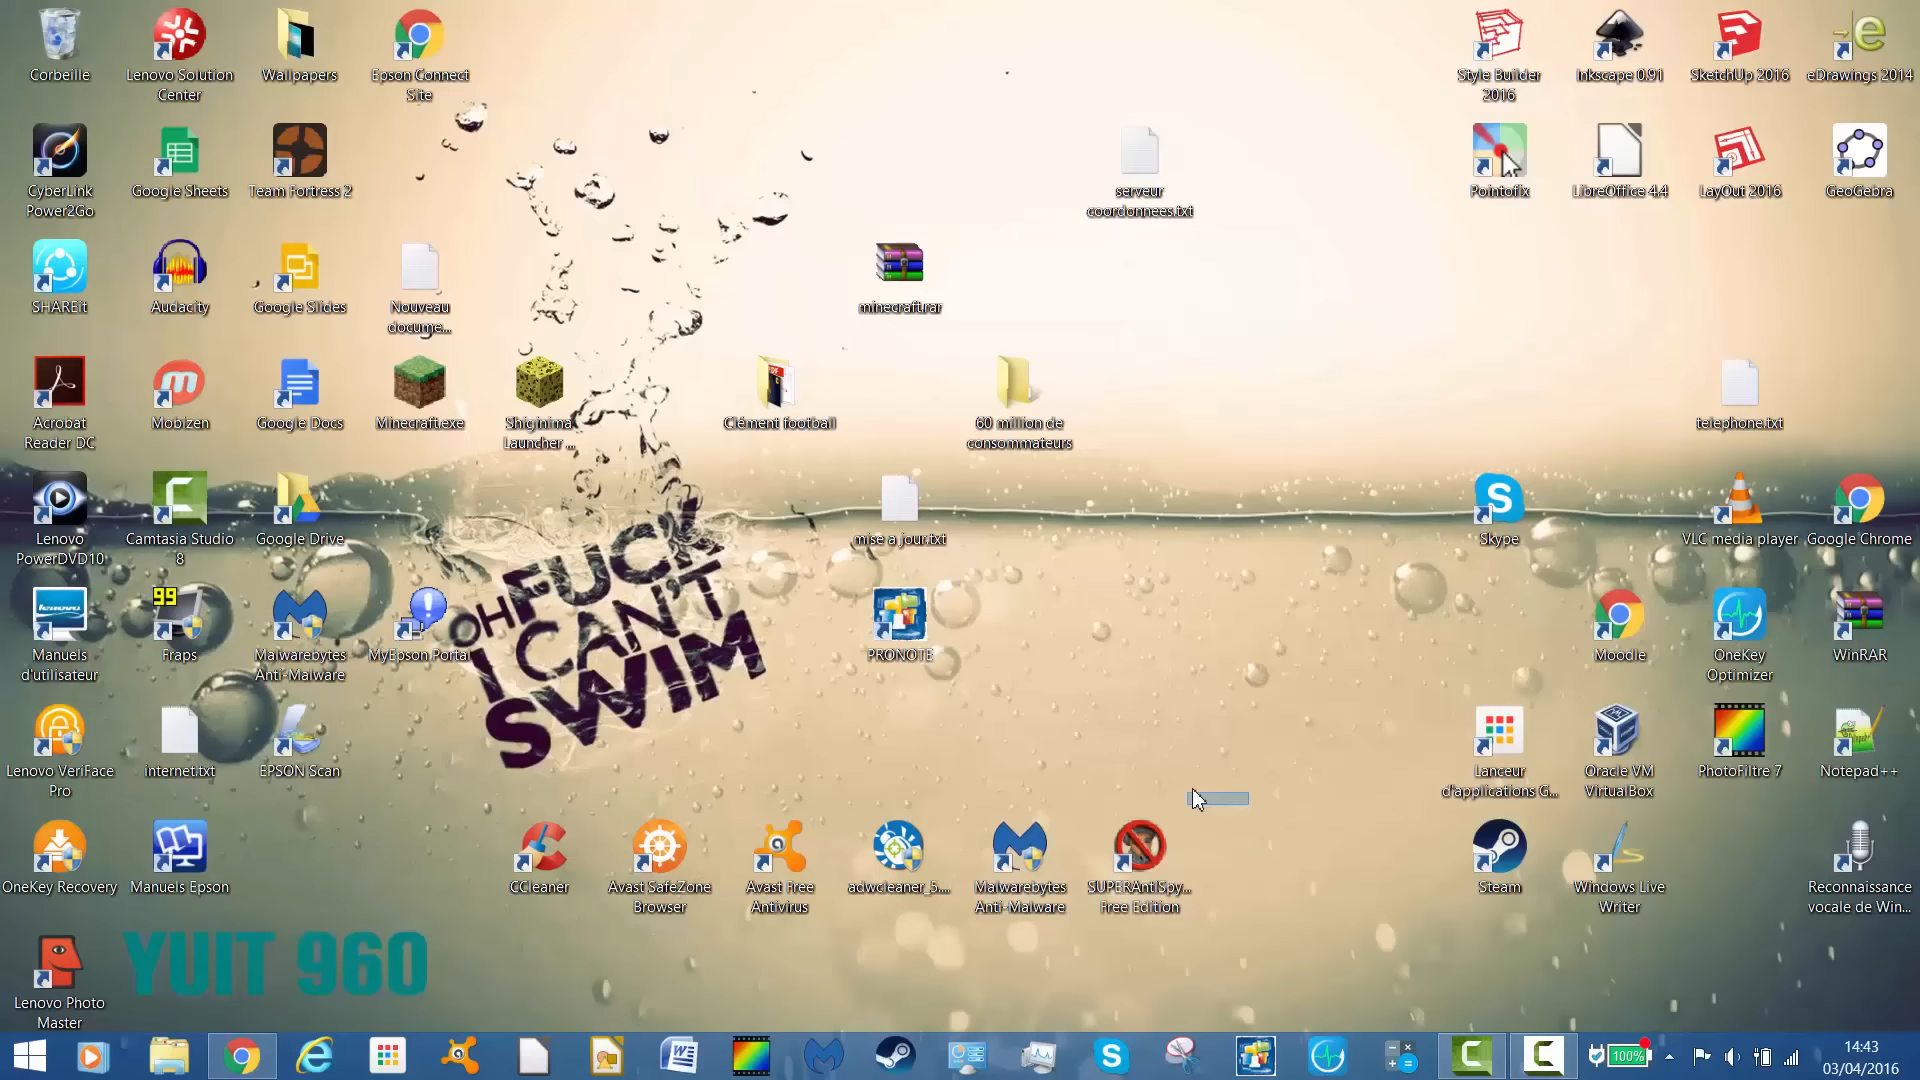 Corbeille
Lenovo Solution
Center
Wallpapers
Epson Connect
Site
Style Builder
2016
Inkscape 0.91
SketchUp 2016
eDrawings 2014
CyberLink
Power2Go
Google Sheets
Team Fortress 2
serveur
coordonnees.txt
Pointofix
LibreOffice 4.4
LayOut 2016
GeoGebra
SHAREit
Audacity
Google Slides
Nouveau
docume...
minecraft.rar
Acrobat
Reader DC
Mobizen
Google Docs
Minecraft.exe
Shiginima
Launcher ...
Clément football
60 million de
consommateurs
telephone.txt
Lenovo
PowerDVD10
Camtasia Studio
8
Google Drive
mise a jour.txt
Skype
VLC media player
Google Chrome
OH FUCK
I CAN'T
SWIM
99
Manuels
d'utilisateur
Fraps
Malwarebytes
Anti-Malware
MyEpson Portal
PRONOTE
Moodle
OneKey
Optimizer
WinRAR
Lenovo VeriFace
Pro
internet.txt
EPSON Scan
Lanceur
d'applications G...
Oracle VM
VirtualBox
PhotoFiltre 7
Notepad++
OneKey Recovery
Manuels Epson
CCleaner
Avast SafeZone
Browser
Avast Free
Antivirus
adwcleaner_5....
Malwarebytes
Anti-Malware
SUPERAntiSpy...
Free Edition
Steam
Windows Live
Writer
Reconnaissance
vocale de Win...
Lenovo Photo
Master
YUIT 960
100%
14:43
03/04/2016